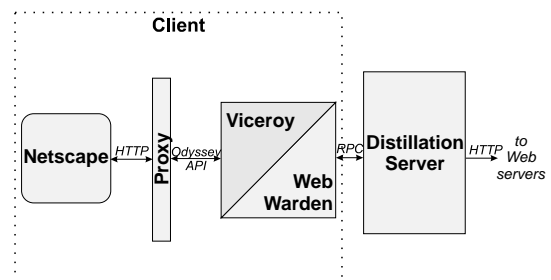 Client
Netscape
HTTP
Proxy
Odyssey
API
Viceroy
Web
Warden
RPC
Distillation
Server
HTTP
to
Web
servers